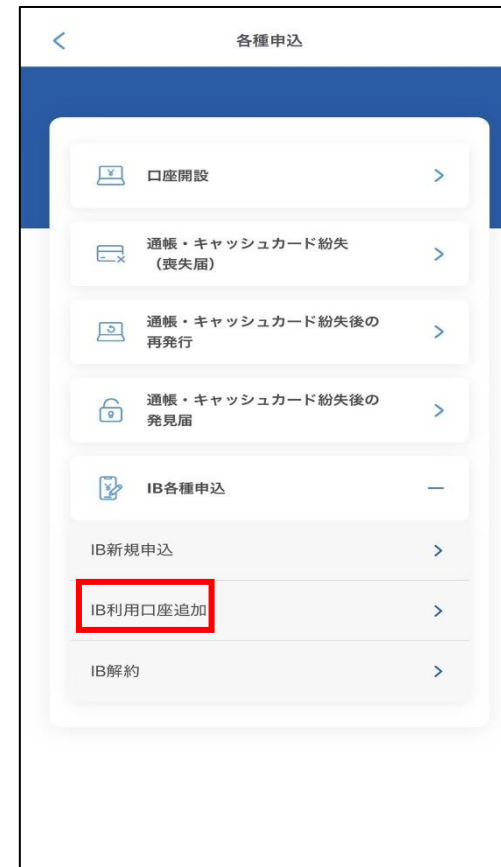 各種申込
口座開設
通帳・キャッシュカード紛失
（喪失届）
通帳・キャッシュカード紛失後の
再発行
通帳・キャッシュカード紛失後の
発見届
IB各種申込
IB新規申込
IB利用口座追加
IB解約